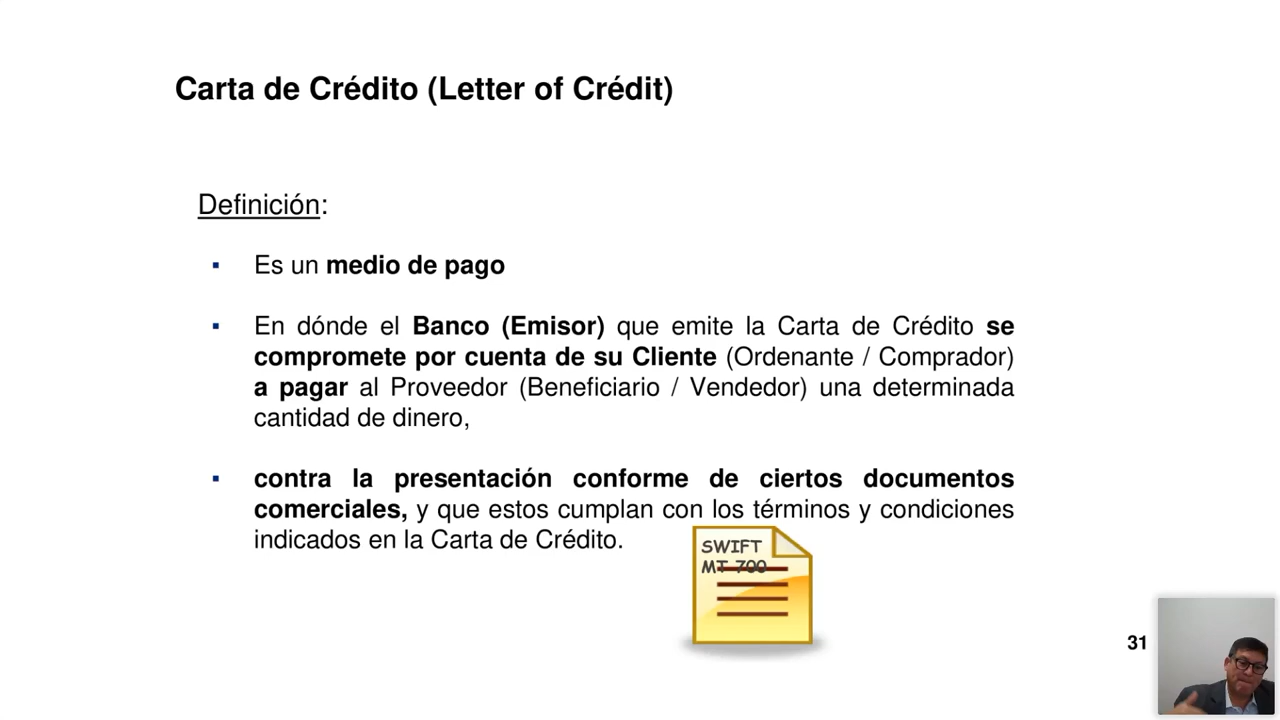 Carta de Crédito (Letter of Crédit)
Definición:
▪ Es un medio de pago
▪ En dónde el Banco (Emisor) que emite la Carta de Crédito se
compromete por cuenta de su Cliente (Ordenante / Comprador)
a pagar al Proveedor (Beneficiario / Vendedor) una determinada
cantidad de dinero,
▪ contra la presentación conforme de ciertos documentos
comerciales, y que estos cumplan con los términos y condiciones
indicados en la Carta de Crédito.
SWIFT
MT 700
31